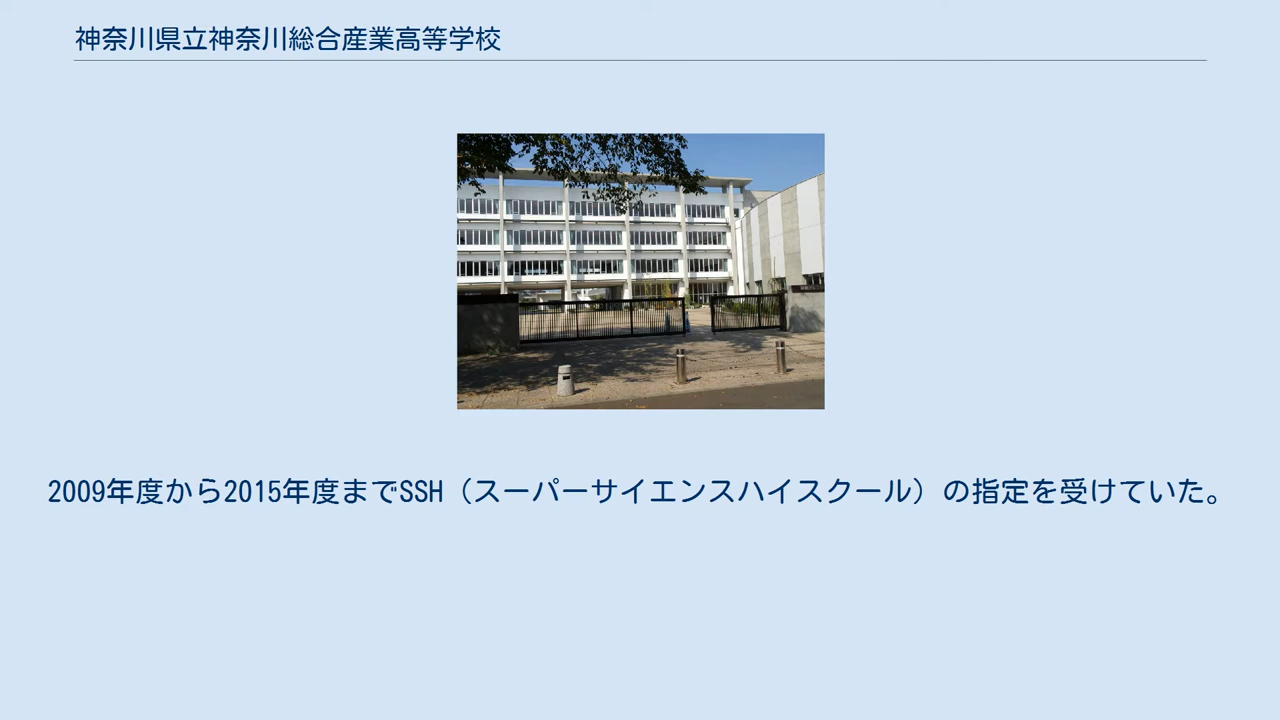 神奈川県立神奈川総合産業高等学校
2009年度から2015年度までSSH（スーパーサイエンスハイスクール）の指定を受けていた。